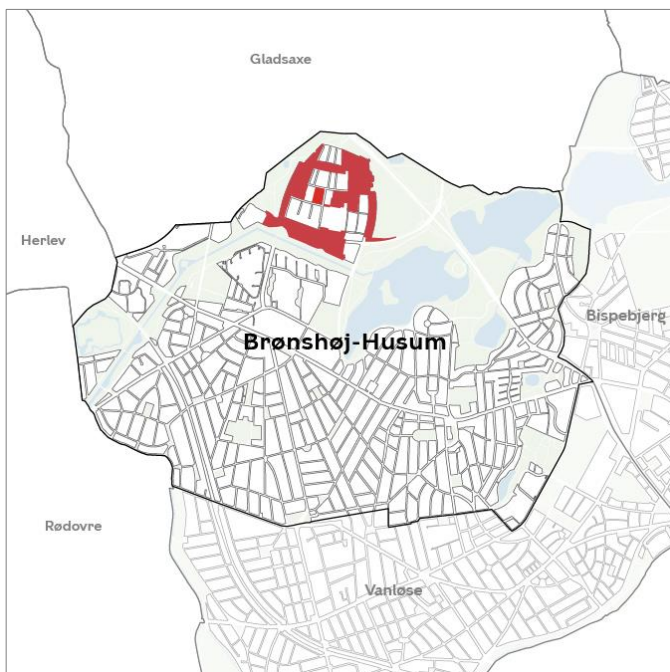 Gladsaxe
Herlev
Bispebjerg
Brønshøj-Husum
Rødovre
Vanløse